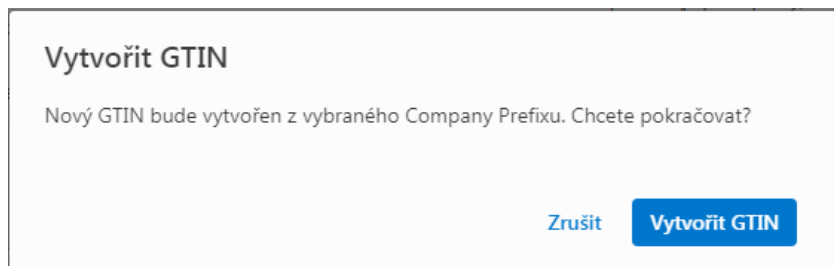 Vytvořit GTIN
Nový GTIN bude vytvořen z vybraného Company Prefixu. Chcete pokračovat?
Zrušit
Vytvořit GTIN